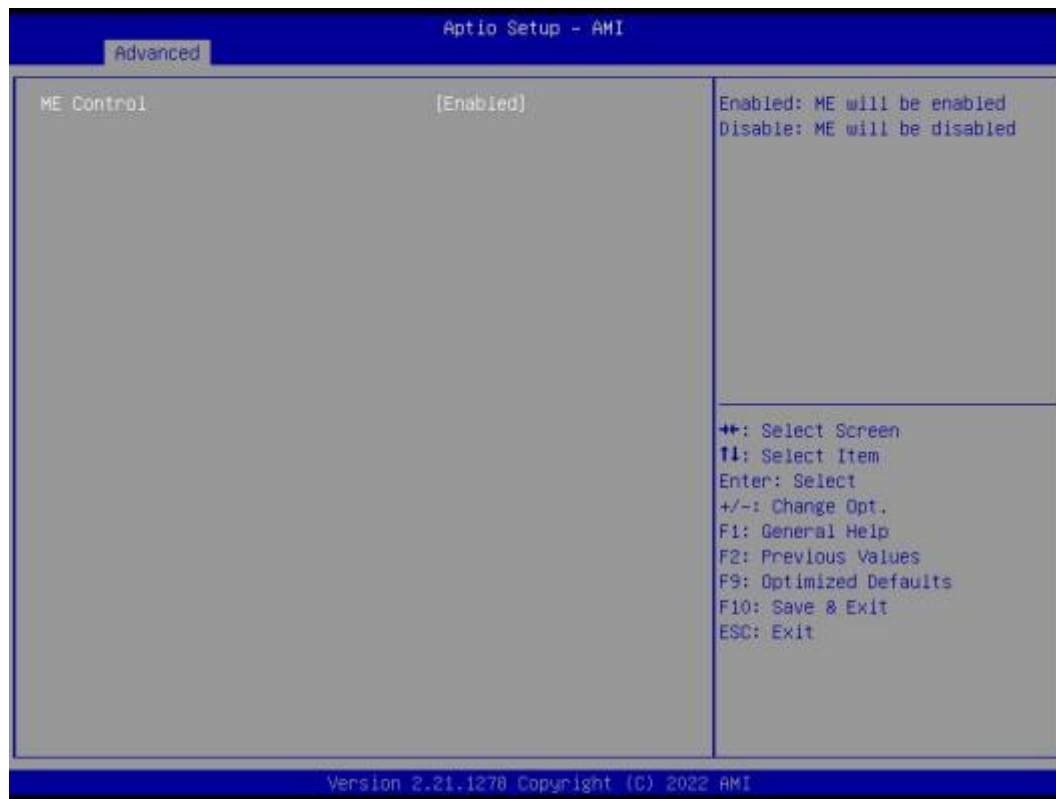 Aptio Setup – AMI
Advanced
ME Control [Enabled]
Enabled: ME will be enabled
Disable: ME will be disabled
→←: Select Screen
↑↓: Select Item
Enter: Select
+/-: Change Opt.
F1: General Help
F2: Previous Values
F9: Optimized Defaults
F10: Save & Exit
ESC: Exit
Version 2.21.1278 Copyright (C) 2022 AMI